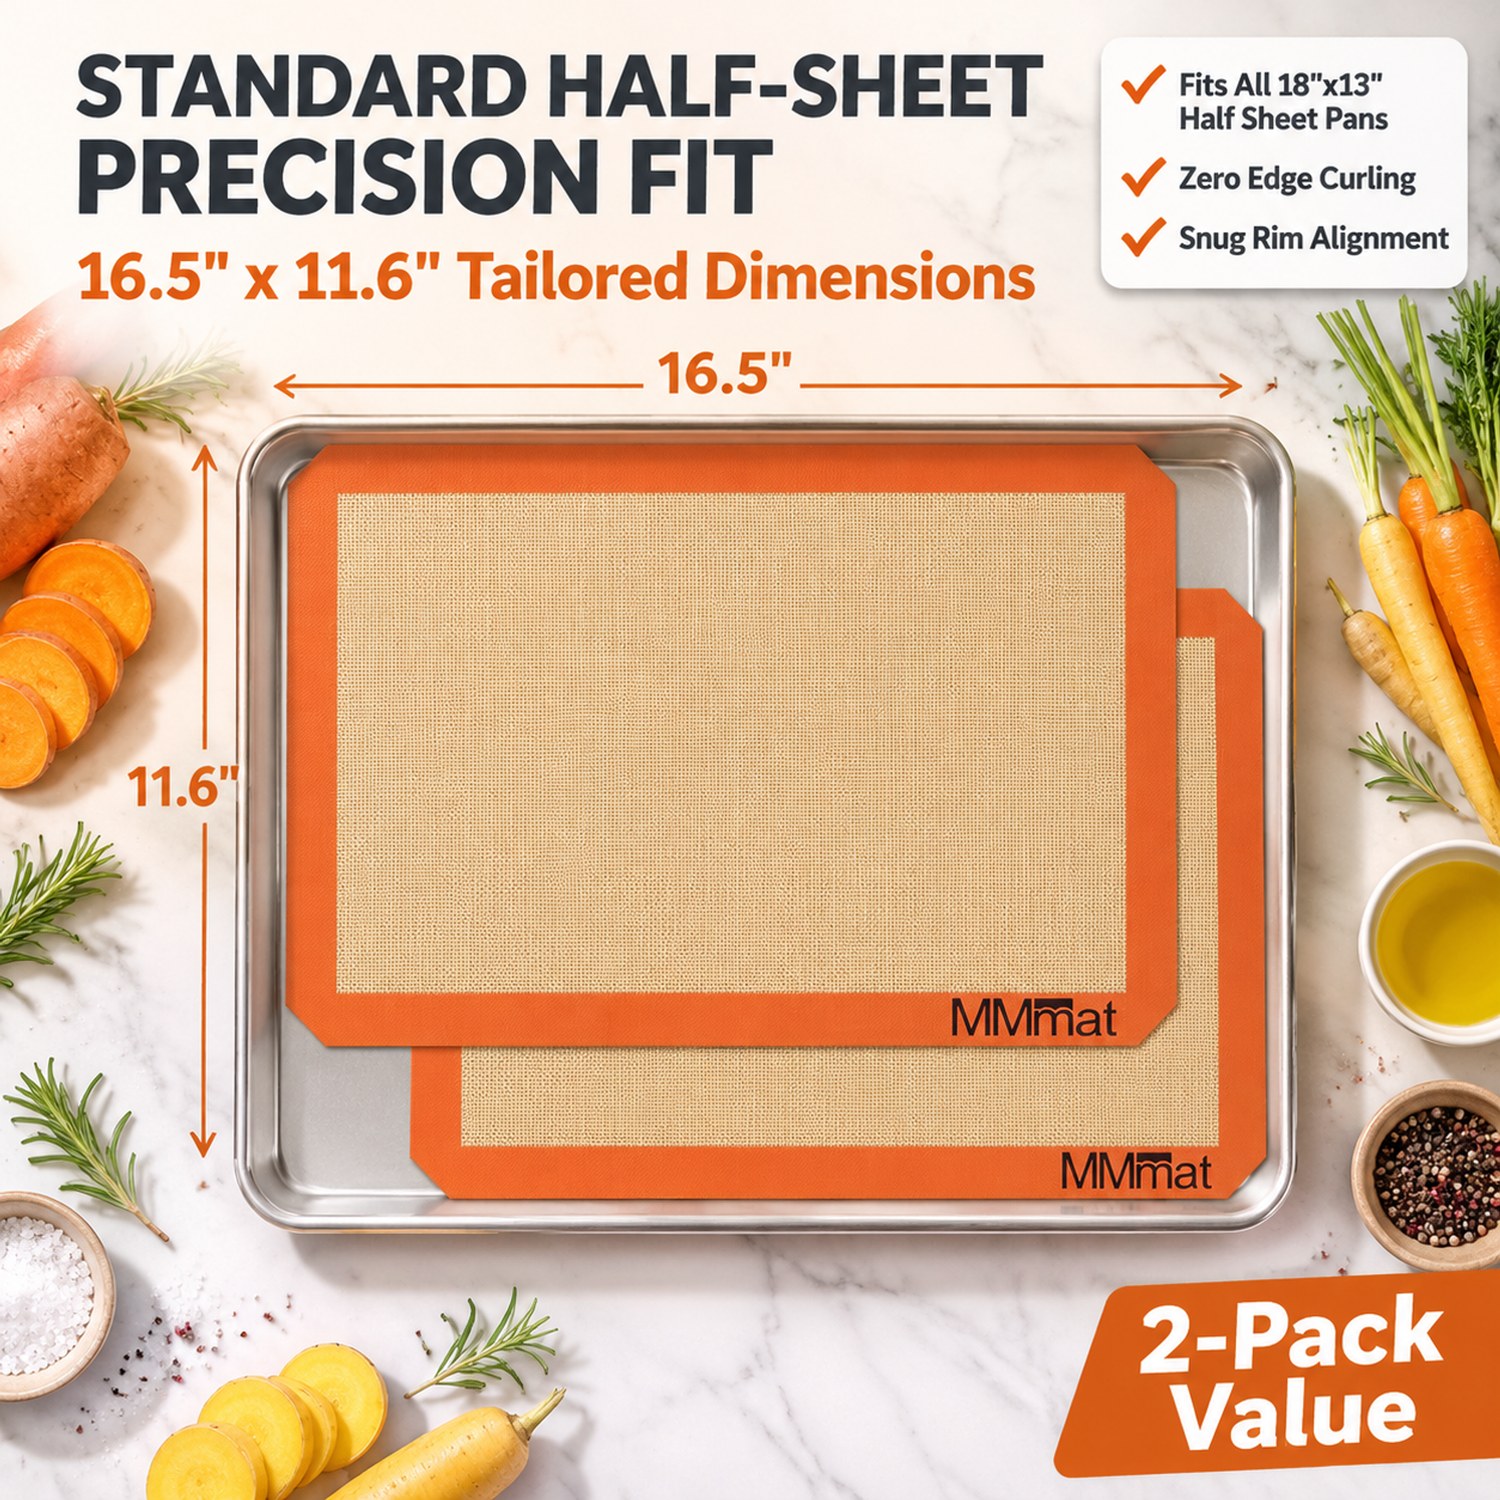 STANDARD HALF-SHEET
PRECISION FIT
16.5" x 11.6" Tailored Dimensions
Fits All 18"x13"
Half Sheet Pans
Zero Edge Curling
Snug Rim Alignment
16.5"
11.6"
MMmat
MMmat
2-Pack
Value